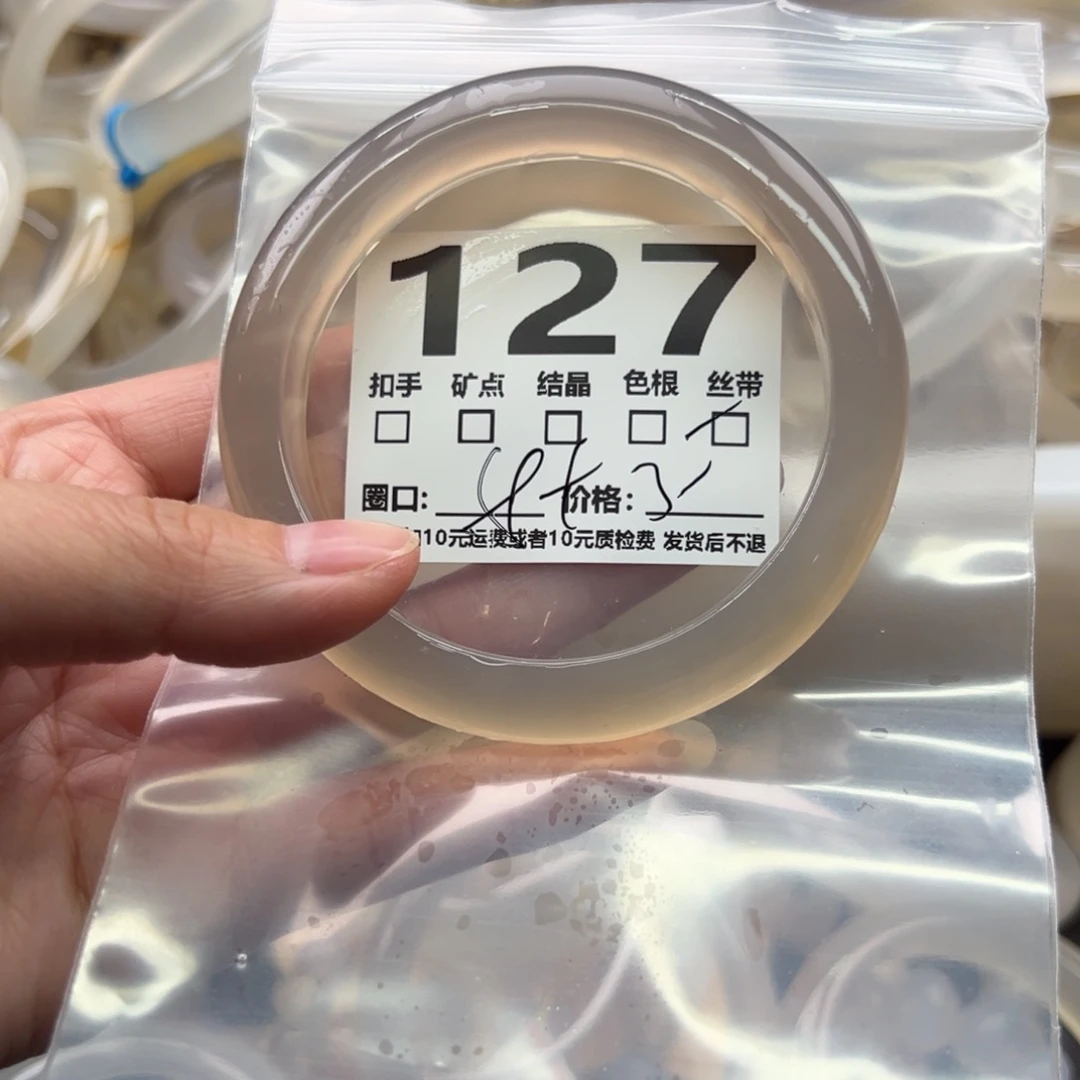 127
扣手 矿点 结晶 色根 丝带
圈口: 价格:
10元运费或者10元质检费 发货后不退